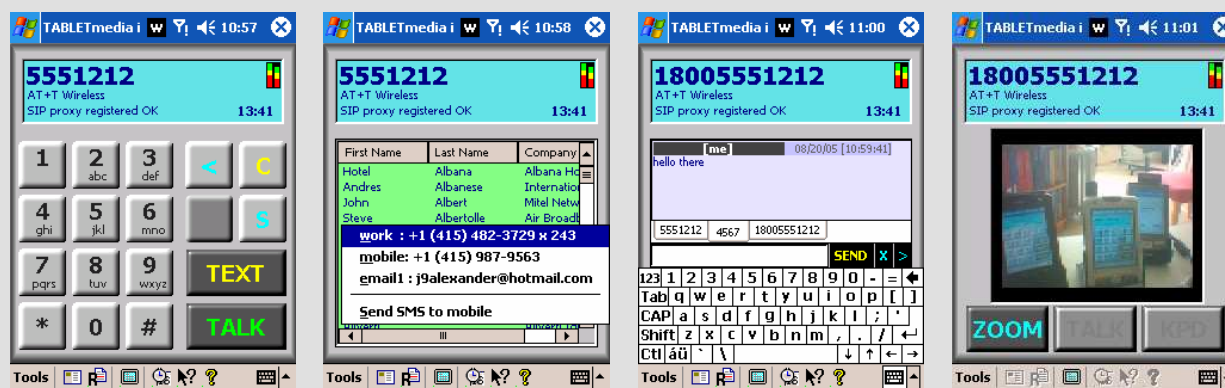 TABLETmedia i W 10:57
5551212
AT+T Wireless
SIP proxy registered OK 13:41
1 2 abc 3 def < C
4 ghi 5 jkl 6 mno S
7 pqrs 8 tuv 9 wxyz TEXT
* 0 # TALK
Tools
TABLETmedia i W 10:58
5551212
AT+T Wireless
SIP proxy registered OK 13:41
First Name Last Name Company
Hotel Albana Albana Ho
Andres Albanese Internation
John Albert Mitel Netw
Steve Albertolle Air Broadb
work : +1 (415) 482-3729 x 243
mobile: +1 (415) 987-9563
email1 : j9alexander@hotmail.com
Send SMS to mobile
Tools
TABLETmedia i W 11:00
18005551212
AT+T Wireless
SIP proxy registered OK 13:41
[me] 08/20/05 [10:59:41]
hello there
5551212 4567 18005551212
SEND X >
123 1 2 3 4 5 6 7 8 9 0 - =
Tab q w e r t y u i o p [ ]
CAP a s d f g h j k l ; '
Shift z x c v b n m , . /
Ctl áü ` \
Tools
TABLETmedia i W 11:01
18005551212
AT+T Wireless
SIP proxy registered OK 13:41
ZOOM TALK KPD
Tools